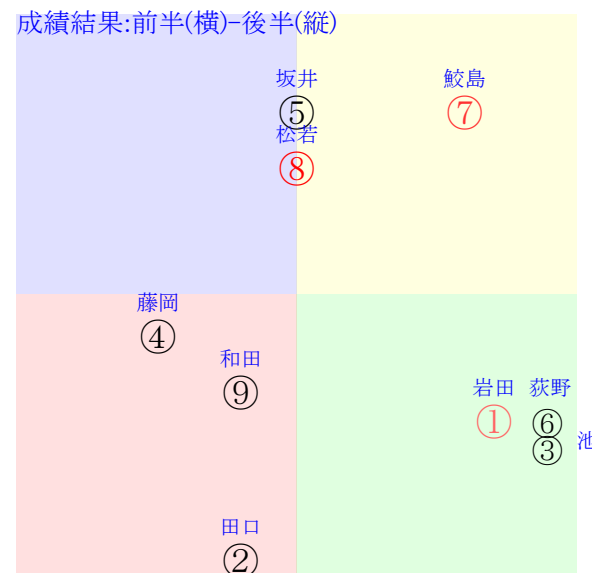 成績結果:前半(横)-後半(縦)
坂井
⑤
鮫島
⑦
松若
⑧
藤岡
④
和田
⑨
岩田
①
荻野
⑥
③
池
田口
②